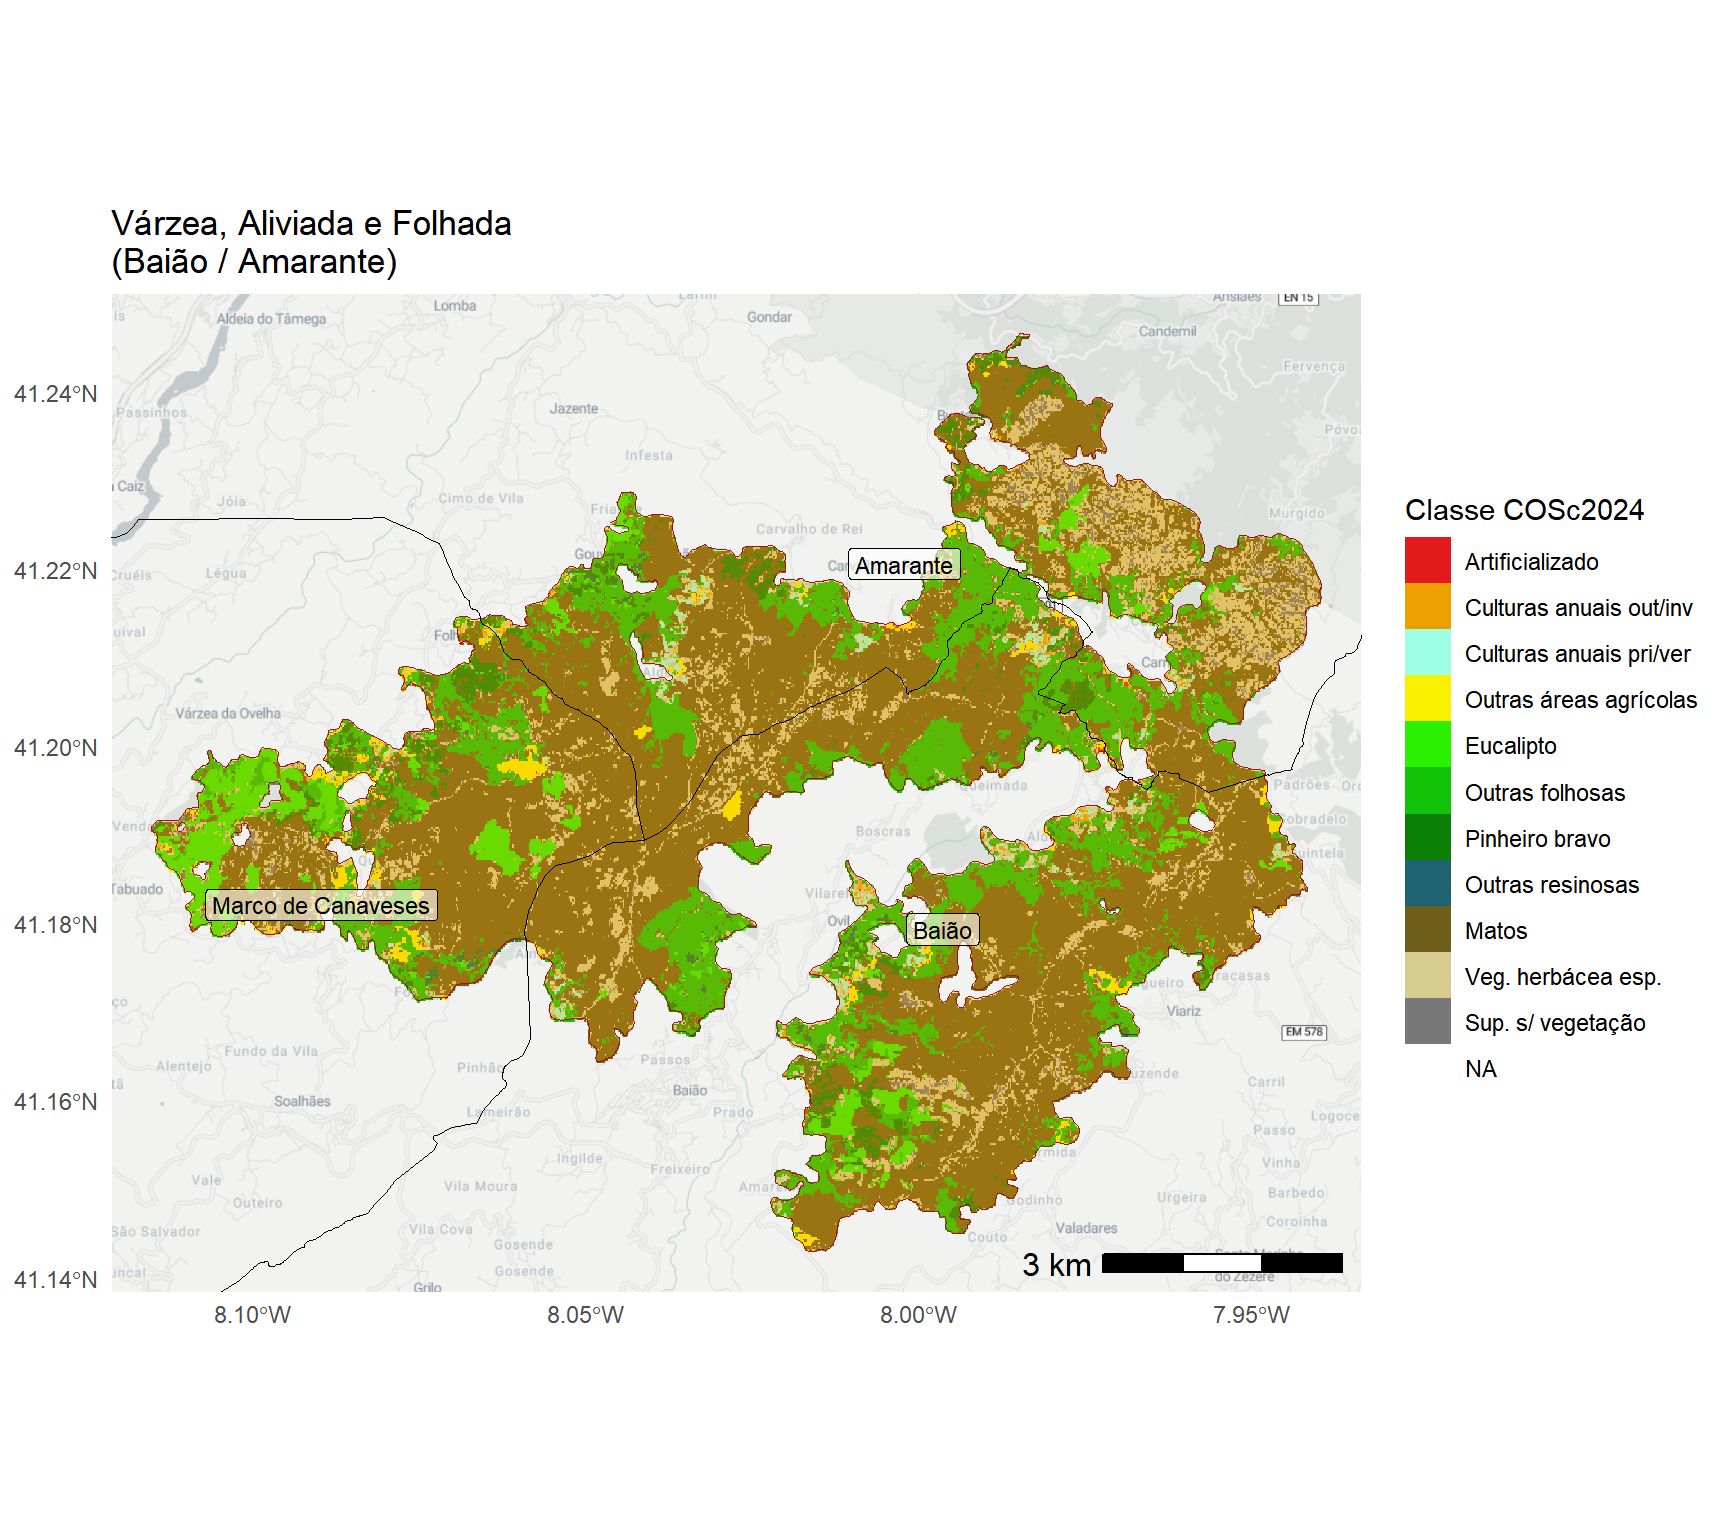 Várzea, Aliviada e Folhada
(Baião / Amarante)
Lomba
Aldeia do Tâmega
Gondar
EN 15
Candemil
Fervença
41.24°N
Passinhos
Jazente
Infesta
Caiz
Jóia
Cimo de Vila
Murgido
Carvalho de Rei
Classe COSc2024
Artificializado
Culturas anuais out/inv
Culturas anuais pri/ver
Outras áreas agrícolas
Eucalipto
Outras folhosas
Pinheiro bravo
Outras resinosas
Matos
Veg. herbácea esp.
Sup. s/ vegetação
NA
41.22°N
Légua
Amarante
Várzea da Ovelha
41.20°N
Queimada
Padrões
Boscras
Tabuado
Marco de Canaveses
41.18°N
Ovil
Baião
Viariz
EM 578
Fundo da Vila
Alentejo
Passos
41.16°N
Soalhães
Lameirão
Baião
Prado
Carril
Passo
Ingilde
Freixeiro
Vinha
Vale
Outeiro
Vila Moura
Urgeira
Barbedo
São Salvador
Vila Cova
Valadares
Coroinha
Gosende
Couto
Gosende
3 km
do Zêzere
41.14°N
Grilo
8.10°W
8.05°W
8.00°W
7.95°W